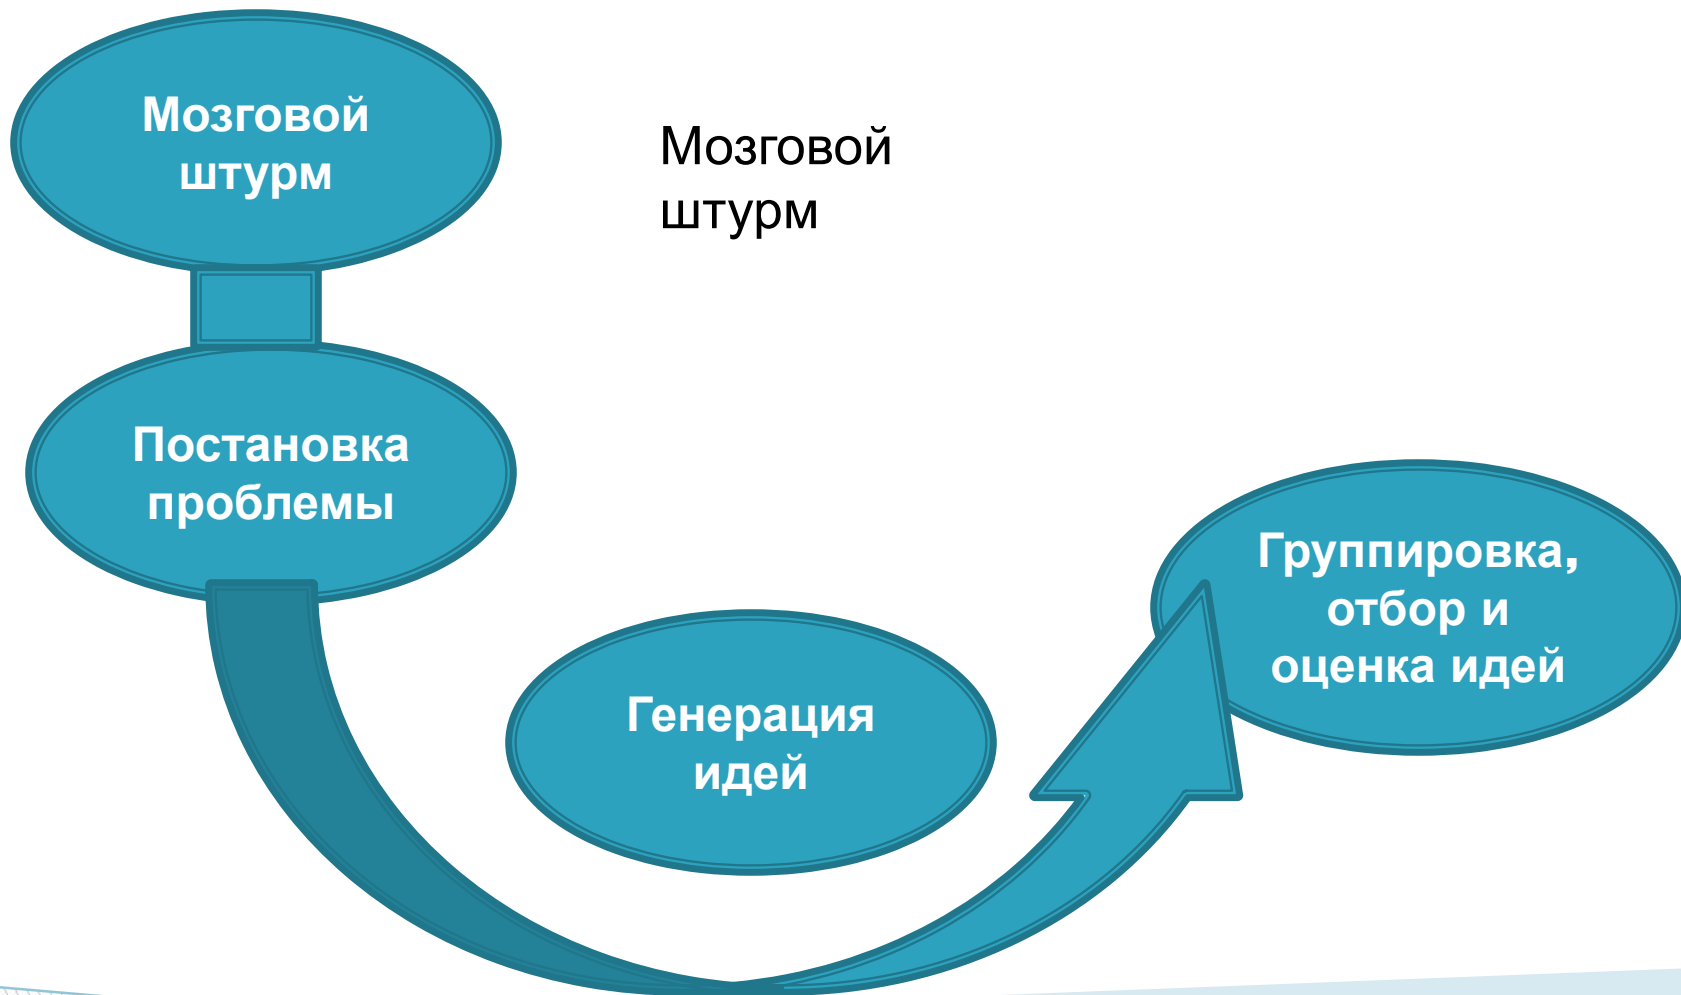 Мозговой
штурм
Мозговой
штурм
Постановка
проблемы
Генерация
идей
Группировка,
отбор и
оценка идей